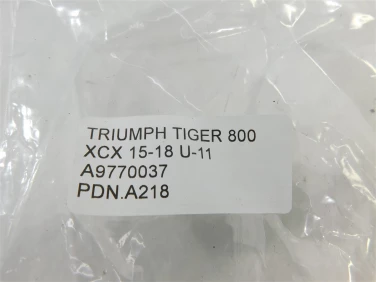 TRIUMPH TIGER 800
XCX 15-18 U-11
A9770037
PDN.A218